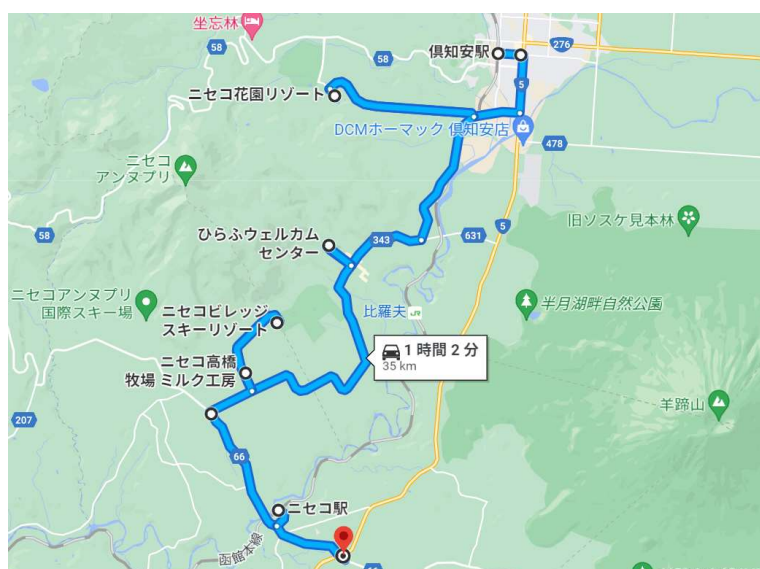 坐忘林
58
58
倶知安駅
276
5
ニセコ花園リゾート
DCMホーマック 倶知安店
478
ニセコ
アンヌプリ
旧ソスケ見本林
58
ひらふウェルカム
センター
343
631
5
ニセコアンヌプリ
国際スキー場
ニセコビレッジ
スキーリゾート
比羅夫
JR
半月湖畔自然公園
1 時間 2 分
35 km
ニセコ高橋
牧場 ミルク工房
羊蹄山
207
66
ニセコ駅
函館本線